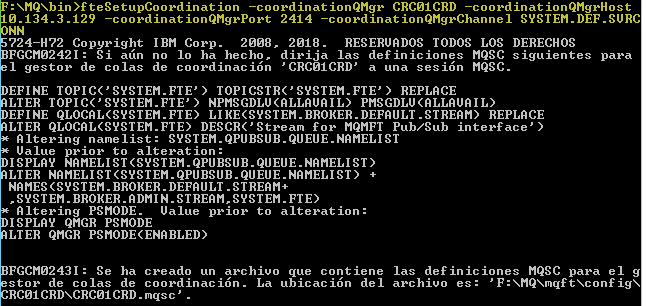 F:\MQ\bin>fteSetupCoordination -coordinationQMgr CRC01CRD -coordinationQMgrHost
10.134.3.129 -coordinationQMgrPort 2414 -coordinationQMgrChannel SYSTEM.DEF.SVRC
ONN
5724-H72 Copyright IBM Corp.  2008, 2018.  RESERVADOS TODOS LOS DERECHOS
BFGCM0242I: Si aún no lo ha hecho, dirija las definiciones MQSC siguientes para
el gestor de colas de coordinación 'CRC01CRD' a una sesión MQSC.
DEFINE TOPIC('SYSTEM.FTE') TOPICSTR('SYSTEM.FTE') REPLACE
ALTER TOPIC('SYSTEM.FTE') NPMSGDLV(ALLAVAIL) PMSGDLV(ALLAVAIL)
DEFINE QLOCAL(SYSTEM.FTE) LIKE(SYSTEM.BROKER.DEFAULT.STREAM) REPLACE
ALTER QLOCAL(SYSTEM.FTE) DESCR('Stream for MQMFT Pub/Sub interface')
* Altering namelist: SYSTEM.QPUBSUB.QUEUE.NAMELIST
* Value prior to alteration:
DISPLAY NAMELIST(SYSTEM.QPUBSUB.QUEUE.NAMELIST)
ALTER NAMELIST(SYSTEM.QPUBSUB.QUEUE.NAMELIST) +
 NAMES(SYSTEM.BROKER.DEFAULT.STREAM+
 ,SYSTEM.BROKER.ADMIN.STREAM,SYSTEM.FTE)
* Altering PSMODE.  Value prior to alteration:
DISPLAY QMGR PSMODE
ALTER QMGR PSMODE(ENABLED)
BFGCM0243I: Se ha creado un archivo que contiene las definiciones MQSC para el g
estor de colas de coordinación. La ubicación del archivo es: 'F:\MQ\mqft\config\
CRC01CRD\CRC01CRD.mqsc'.